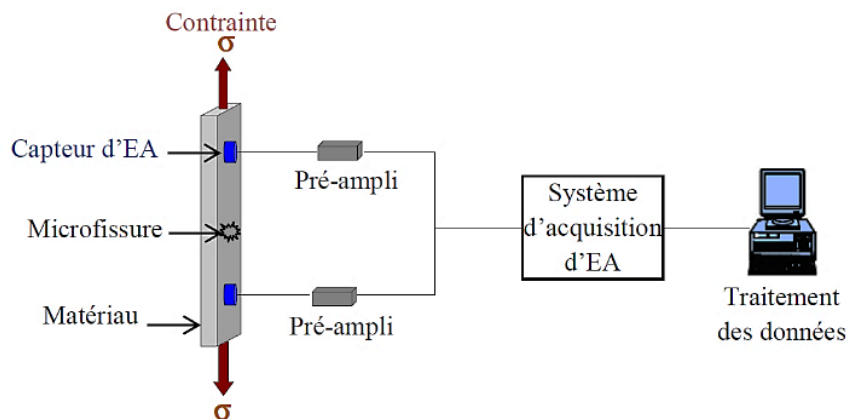 Contrainte
σ
Capteur d'EA
Pré-ampli
Microfissure
Système
d'acquisition
d'EA
Matériau
Pré-ampli
Traitement
des données
σ